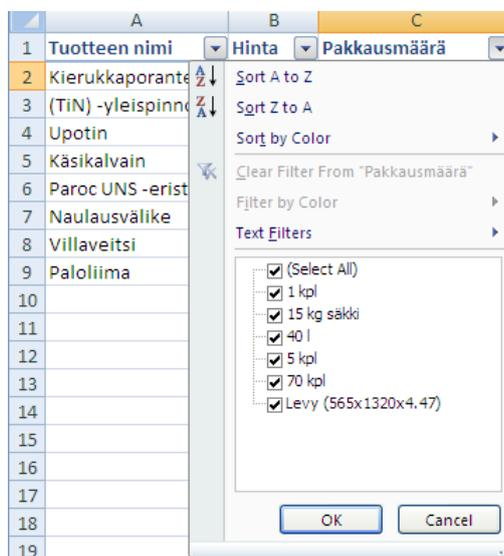 A B C
1 Tuotteen nimi Hinta Pakkausmäärä
2 Kierukkaporante
3 (TiN) -yleispinn
4 Upotin
5 Käsikalvain
6 Paroc UNS -erist
7 Naulausvälike
8 Villaveitsi
9 Paloliima
10
11
12
13
14
15
16
17
18
19
Sort A to Z
Sort Z to A
Sort by Color
Clear Filter From "Pakkausmäärä"
Filter by Color
Text Filters
(Select All)
1 kpl
15 kg säkki
40 l
5 kpl
70 kpl
Levy (565x1320x4.47)
OK Cancel